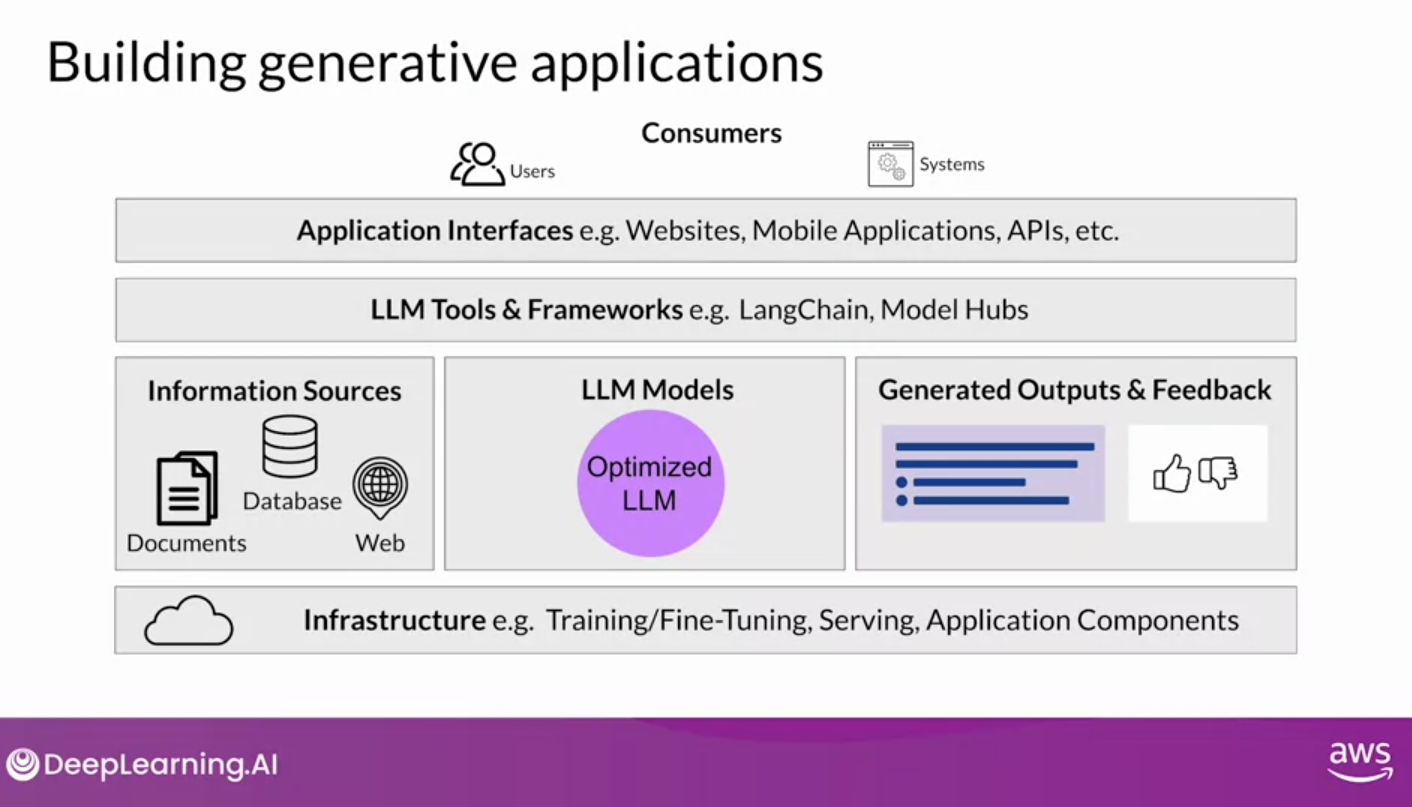 Building generative applications
Consumers
Users
Systems
Application Interfaces e.g. Websites, Mobile Applications, APIs, etc.
LLM Tools & Frameworks e.g. LangChain, Model Hubs
Information Sources
Database
Documents
Web
LLM Models
Optimized
LLM
Generated Outputs & Feedback
Infrastructure e.g. Training/Fine-Tuning, Serving, Application Components
DeepLearning.AI
aws